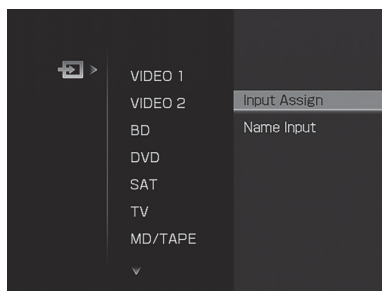 VIDEO 1
VIDEO 2
BD
DVD
SAT
TV
MD/TAPE
Input Assign
Name Input